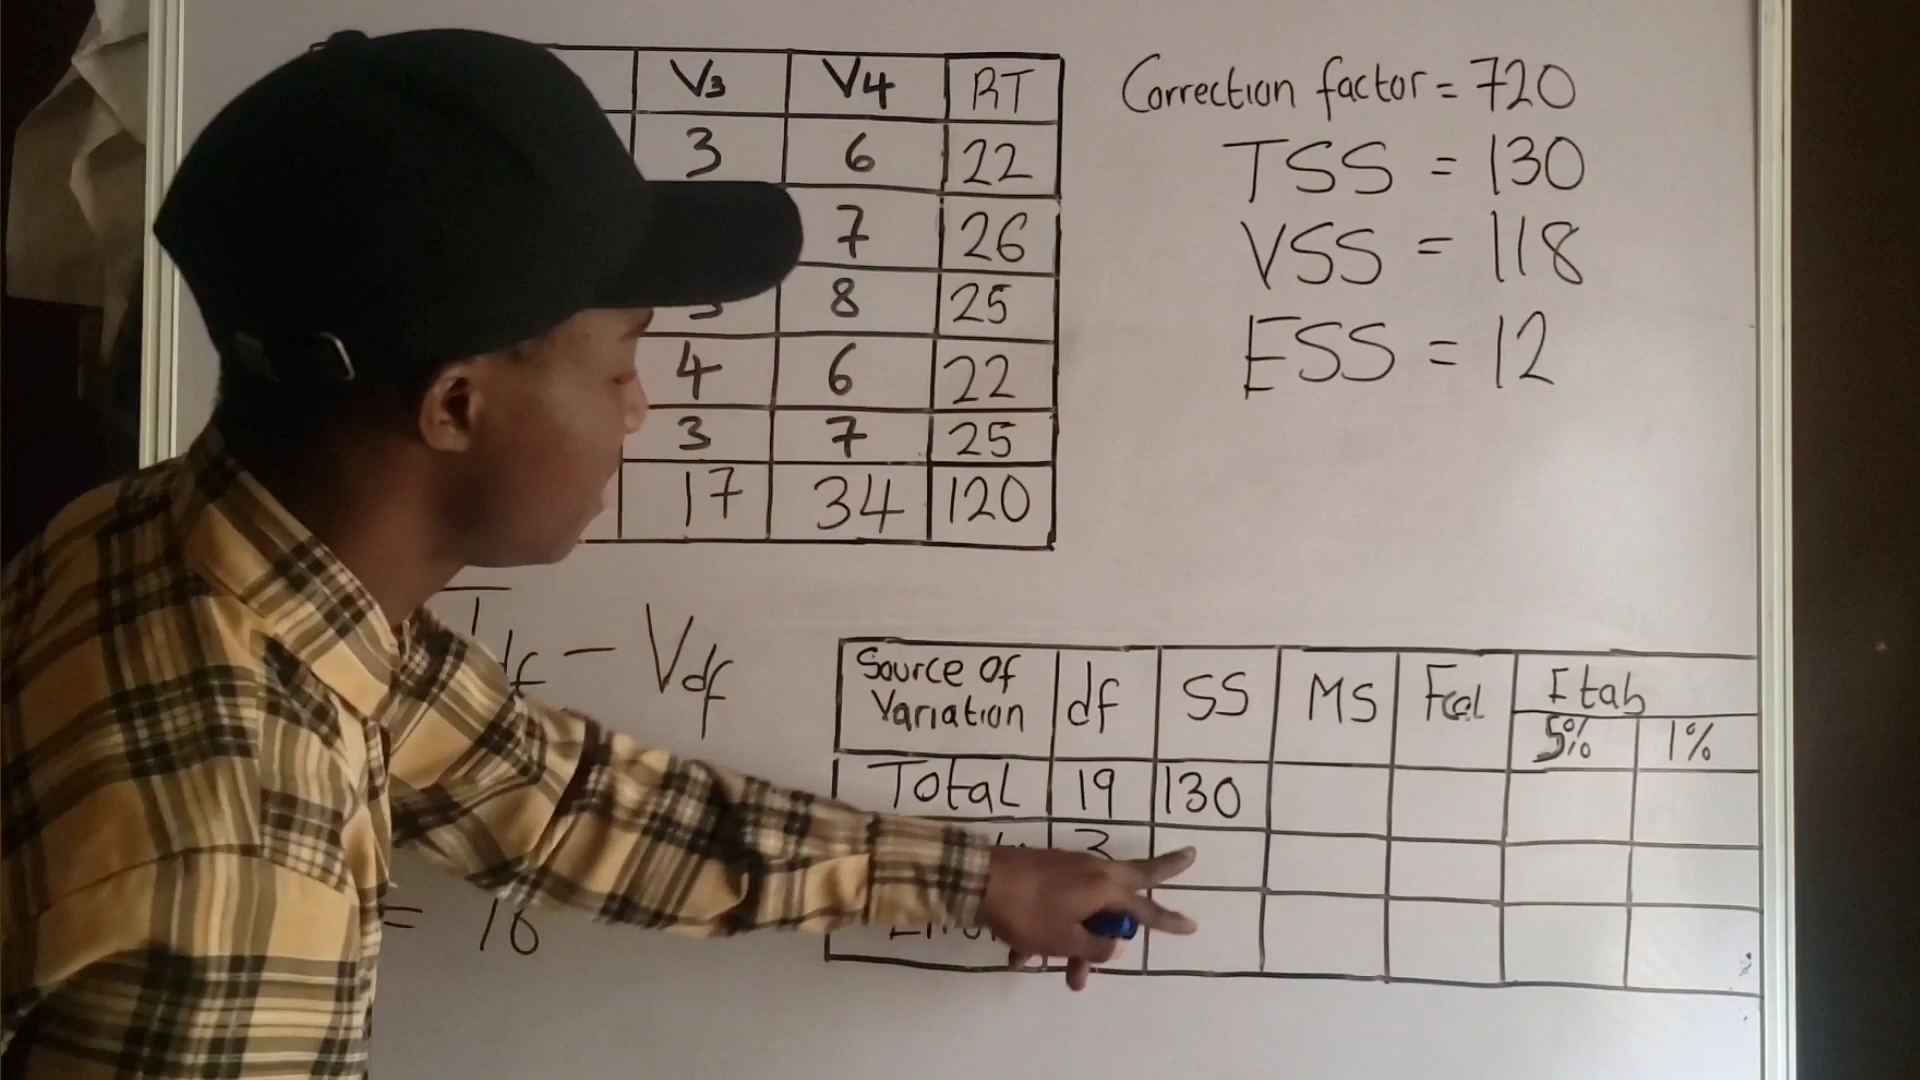 V3 V4 RT
3 6 22
7 26
8 25
4 6 22
3 7 25
17 34 120
Correction factor = 720
TSS = 130
VSS = 118
ESS = 12
Tdf - Vdf
= 16
Source Of Variation df SS MS Fcal F tab
5% 1%
Total 19 130
3